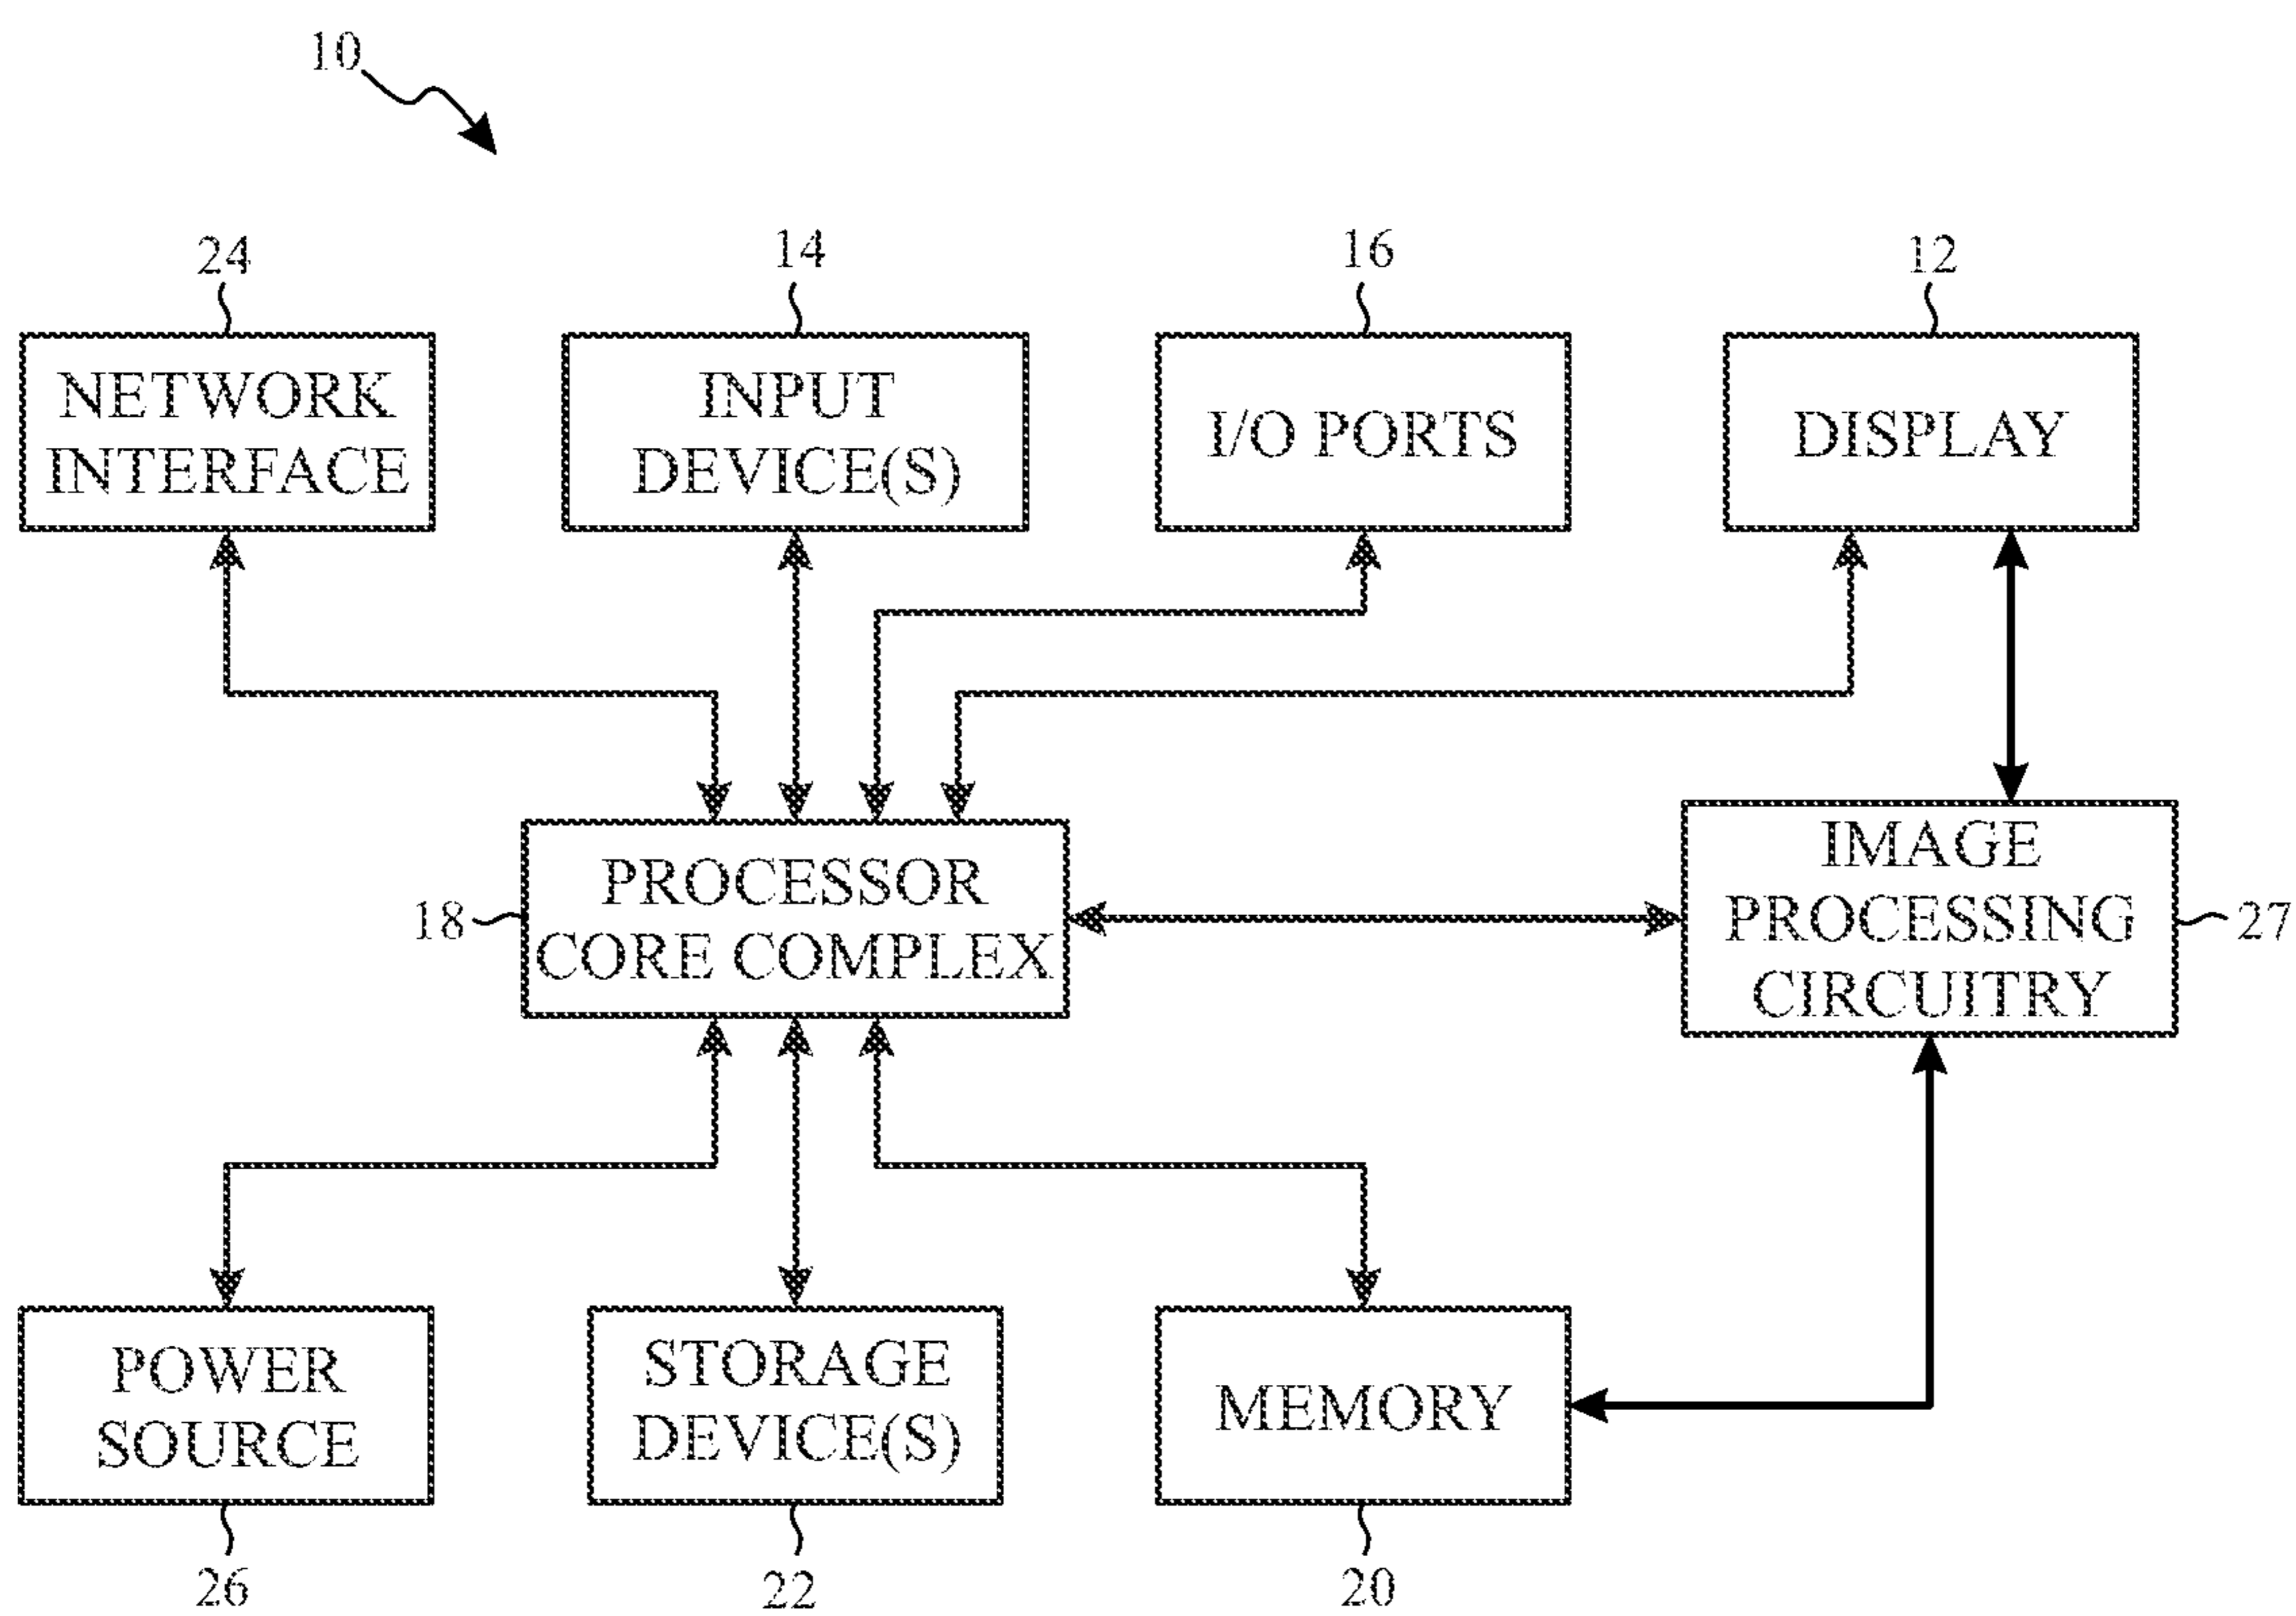 10
24
14
16
12
NETWORK
INTERFACE
INPUT
DEVICE(S)
I/O PORTS
DISPLAY
18
PROCESSOR
CORE COMPLEX
IMAGE
PROCESSING
CIRCUITRY
27
POWER
SOURCE
STORAGE
DEVICE(S)
MEMORY
26
22
20